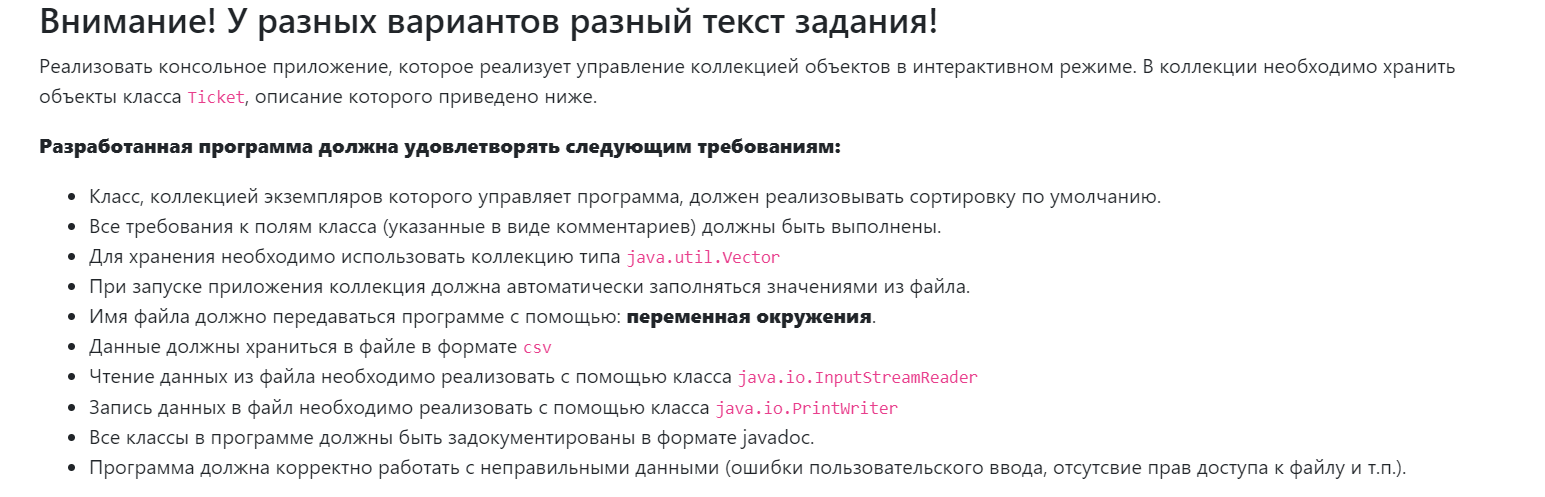 Внимание! У разных вариантов разный текст задания!
Реализовать консольное приложение, которое реализует управление коллекцией объектов в интерактивном режиме. В коллекции необходимо хранить
объекты класса Ticket, описание которого приведено ниже.
Разработанная программа должна удовлетворять следующим требованиям:
• Класс, коллекцией экземпляров которого управляет программа, должен реализовывать сортировку по умолчанию.
• Все требования к полям класса (указанные в виде комментариев) должны быть выполнены.
• Для хранения необходимо использовать коллекцию типа java.util.Vector
• При запуске приложения коллекция должна автоматически заполняться значениями из файла.
• Имя файла должно передаваться программе с помощью: переменная окружения.
• Данные должны храниться в файле в формате csv
• Чтение данных из файла необходимо реализовать с помощью класса java.io.InputStreamReader
• Запись данных в файл необходимо реализовать с помощью класса java.io.PrintWriter
• Все классы в программе должны быть задокументированы в формате javadoc.
• Программа должна корректно работать с неправильными данными (ошибки пользовательского ввода, отсутсвие прав доступа к файлу и т.п.).